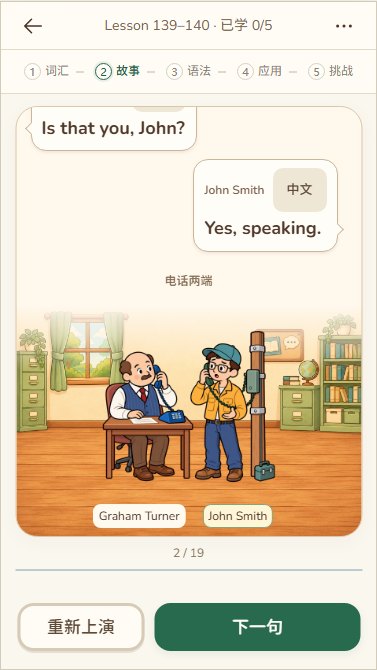 Lesson 139–140 · 已学 0/5
1 词汇 – 2 故事 – 3 语法 – 4 应用 – 5 挑战
Is that you, John?
John Smith 中文
Yes, speaking.
电话两端
Graham Turner John Smith
2 / 19
重新上演 下一句